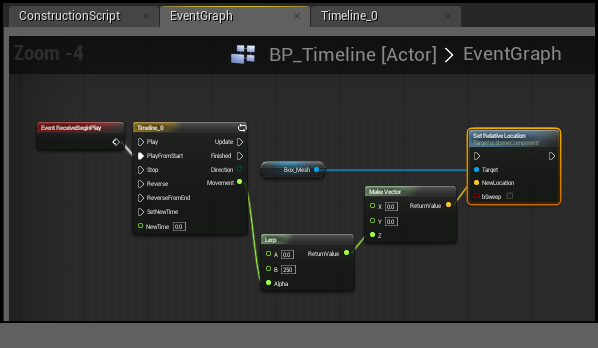 ConstructionScript
EventGraph
Timeline_0
Zoom -4
BP_Timeline [Actor] > EventGraph
Event ReceiveBeginPlay
Timeline_0
Play
Update
PlayFromStart
Finished
Stop
Direction
Reverse
Movement
ReverseFromEnd
SetNewTime
NewTime 0.0
Box_Mesh
Lerp
A 0.0
ReturnValue
B 250
Alpha
Make Vector
X 0.0
ReturnValue
Y 0.0
Z
Set Relative Location
Target is SceneComponent
Target
NewLocation
bSweep